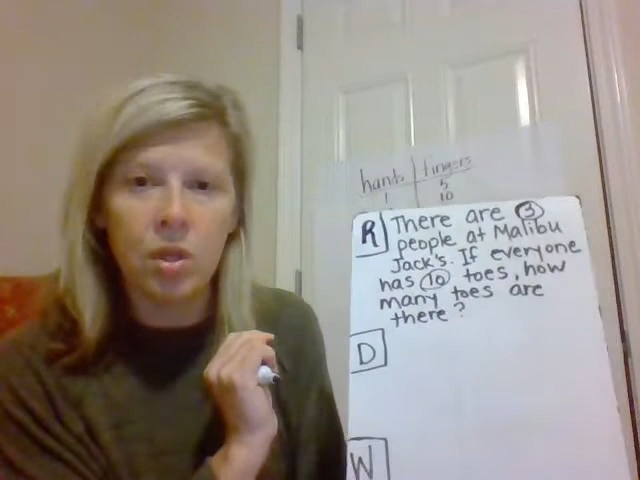 hands fingers
1 5
10
R There are 3
people at Malibu
Jack's. If everyone
has 10 toes, how
many toes are
there?
D
W